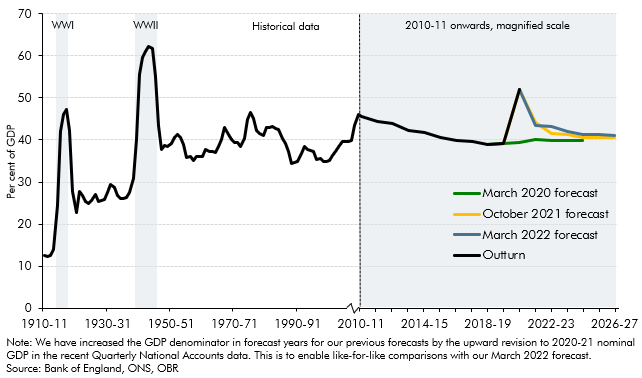 70
60
50
40
30
20
10
0
Per cent of GDP
WWI
WWII
Historical data
2010-11 onwards, magnified scale
March 2020 forecast
October 2021 forecast
March 2022 forecast
Outturn
1910-11 1930-31 1950-51 1970-71 1990-91 2010-11 2014-15 2018-19 2022-23 2026-27
Note: We have increased the GDP denominator in forecast years for our previous forecasts by the upward revision to 2020-21 nominal
GDP in the recent Quarterly National Accounts data. This is to enable like-for-like comparisons with our March 2022 forecast.
Source: Bank of England, ONS, OBR